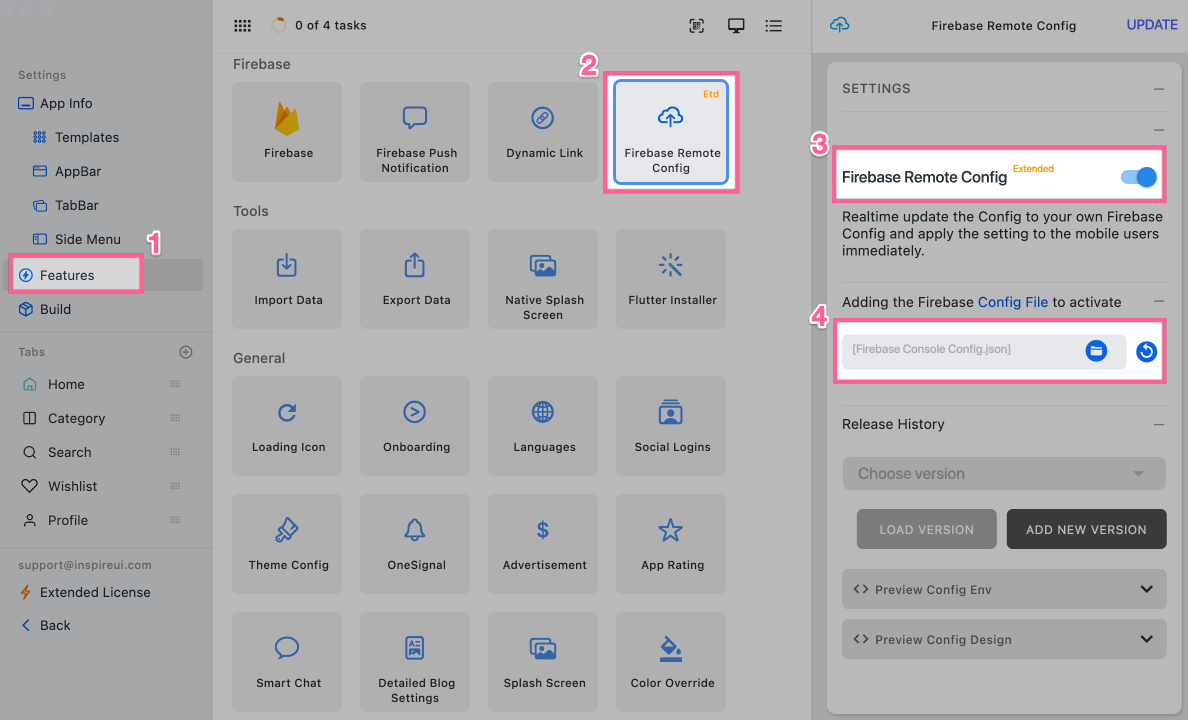 0 of 4 tasks
Firebase Remote Config
UPDATE
Settings
App Info
Templates
AppBar
TabBar
Side Menu
1
Features
Build
Tabs
Home
Category
Search
Wishlist
Profile
support@inspireui.com
Extended License
Back
Firebase
2
Firebase
Firebase Push
Notification
Dynamic Link
Etd
Firebase Remote
Config
Tools
Import Data
Export Data
Native Splash
Screen
Flutter Installer
General
Loading Icon
Onboarding
Languages
Social Logins
Theme Config
OneSignal
$
Advertisement
App Rating
Smart Chat
Detailed Blog
Settings
Splash Screen
Color Override
SETTINGS
3
Firebase Remote Config Extended
Realtime update the Config to your own Firebase
Config and apply the setting to the mobile users
immediately.
Adding the Firebase Config File to activate
4
[Firebase Console Config.json]
Release History
Choose version
LOAD VERSION
ADD NEW VERSION
<> Preview Config Env
<> Preview Config Design